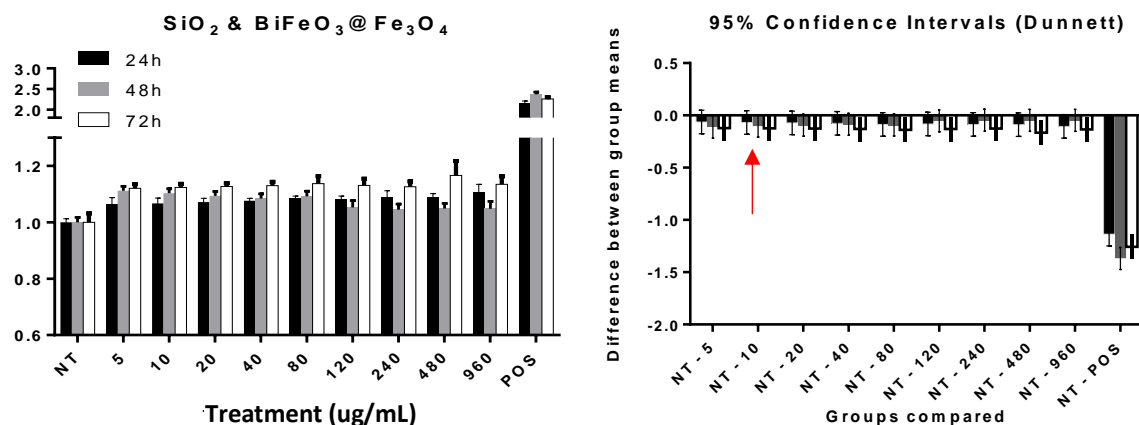 SiO₂ & BiFeO₃@ Fe₃O₄
24h
48h
72h
3.0
2.5
2.0
1.2
1.0
0.8
0.6
NT
5
10
20
40
80
120
240
480
960
POS
Treatment (ug/mL)
95% Confidence Intervals (Dunnett)
Difference between group means
0.5
0.0
-0.5
-1.0
-1.5
-2.0
NT - 5
NT - 10
NT - 20
NT - 40
NT - 80
NT - 120
NT - 240
NT - 480
NT - 960
NT - POS
Groups compared